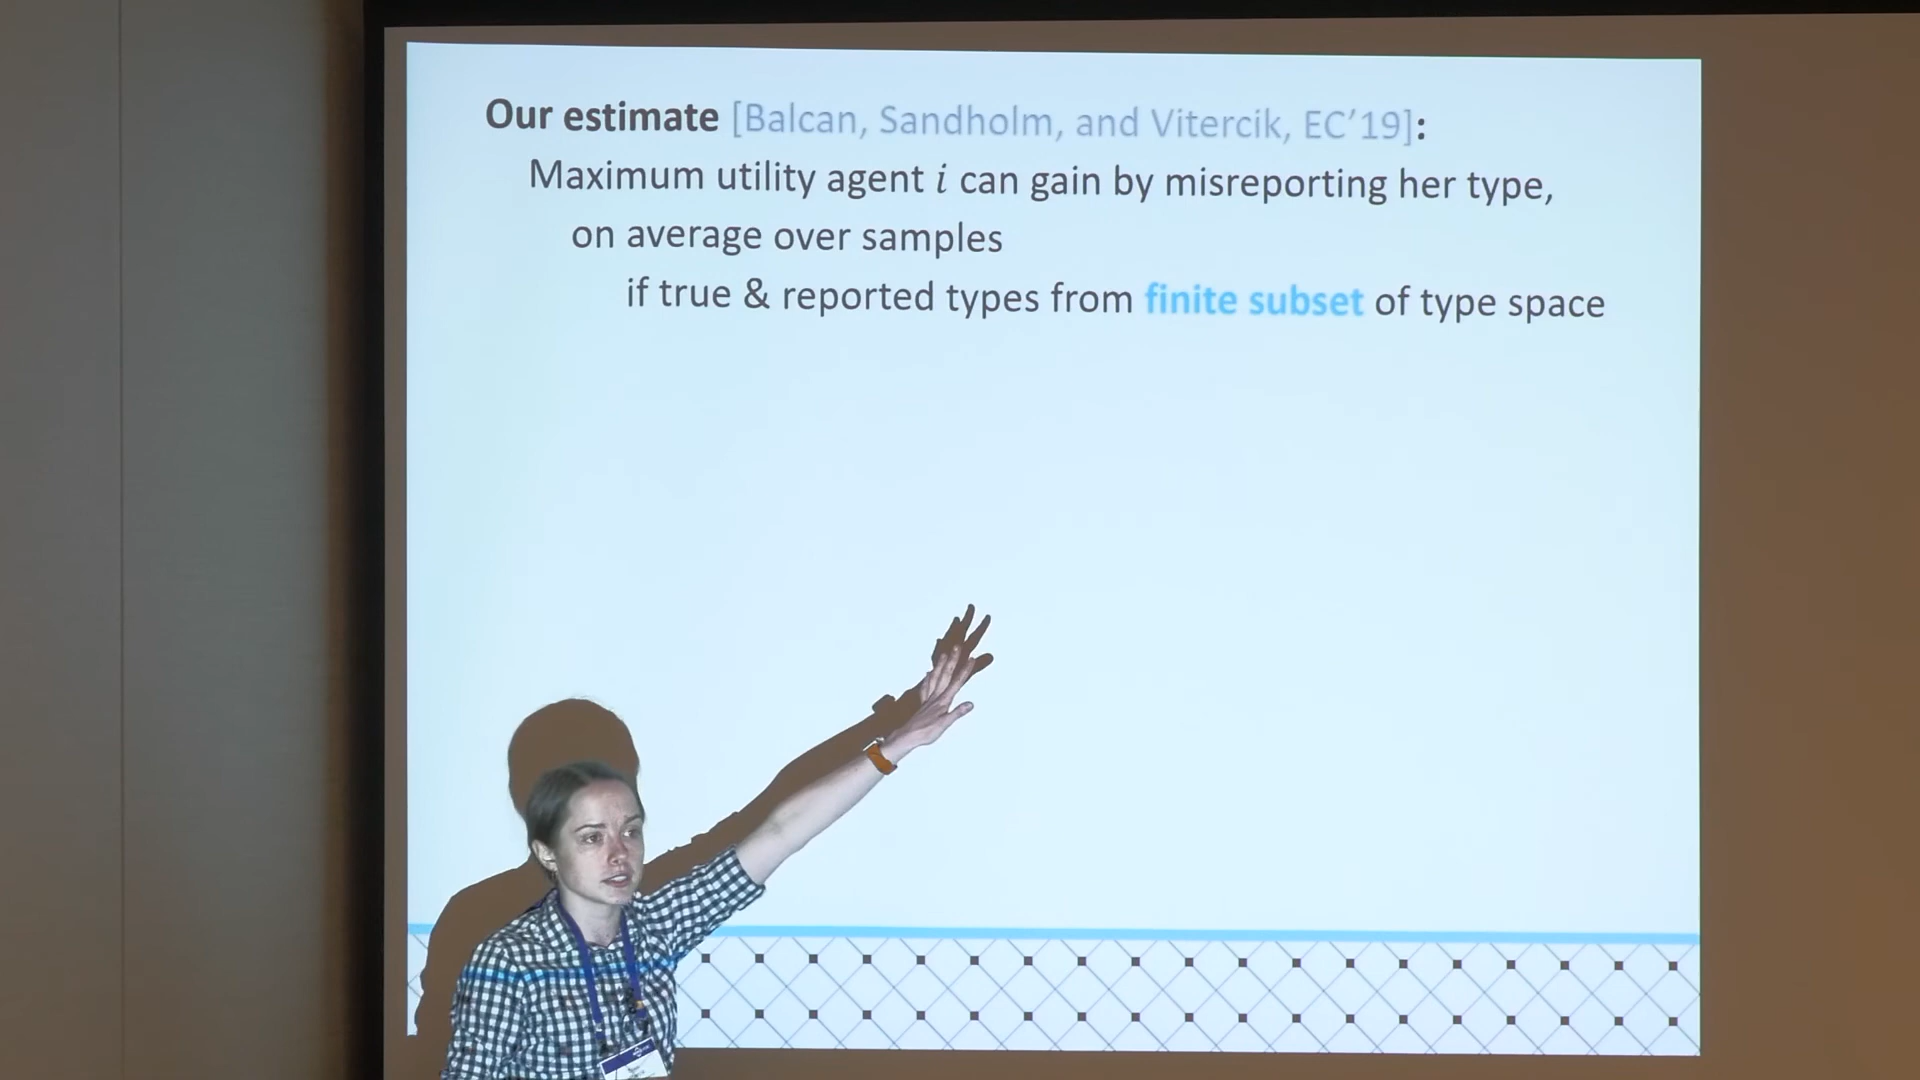 Our estimate [Balcan, Sandholm, and Vitercik, EC’19]:
Maximum utility agent i can gain by misreporting her type,
on average over samples
if true & reported types from finite subset of type space